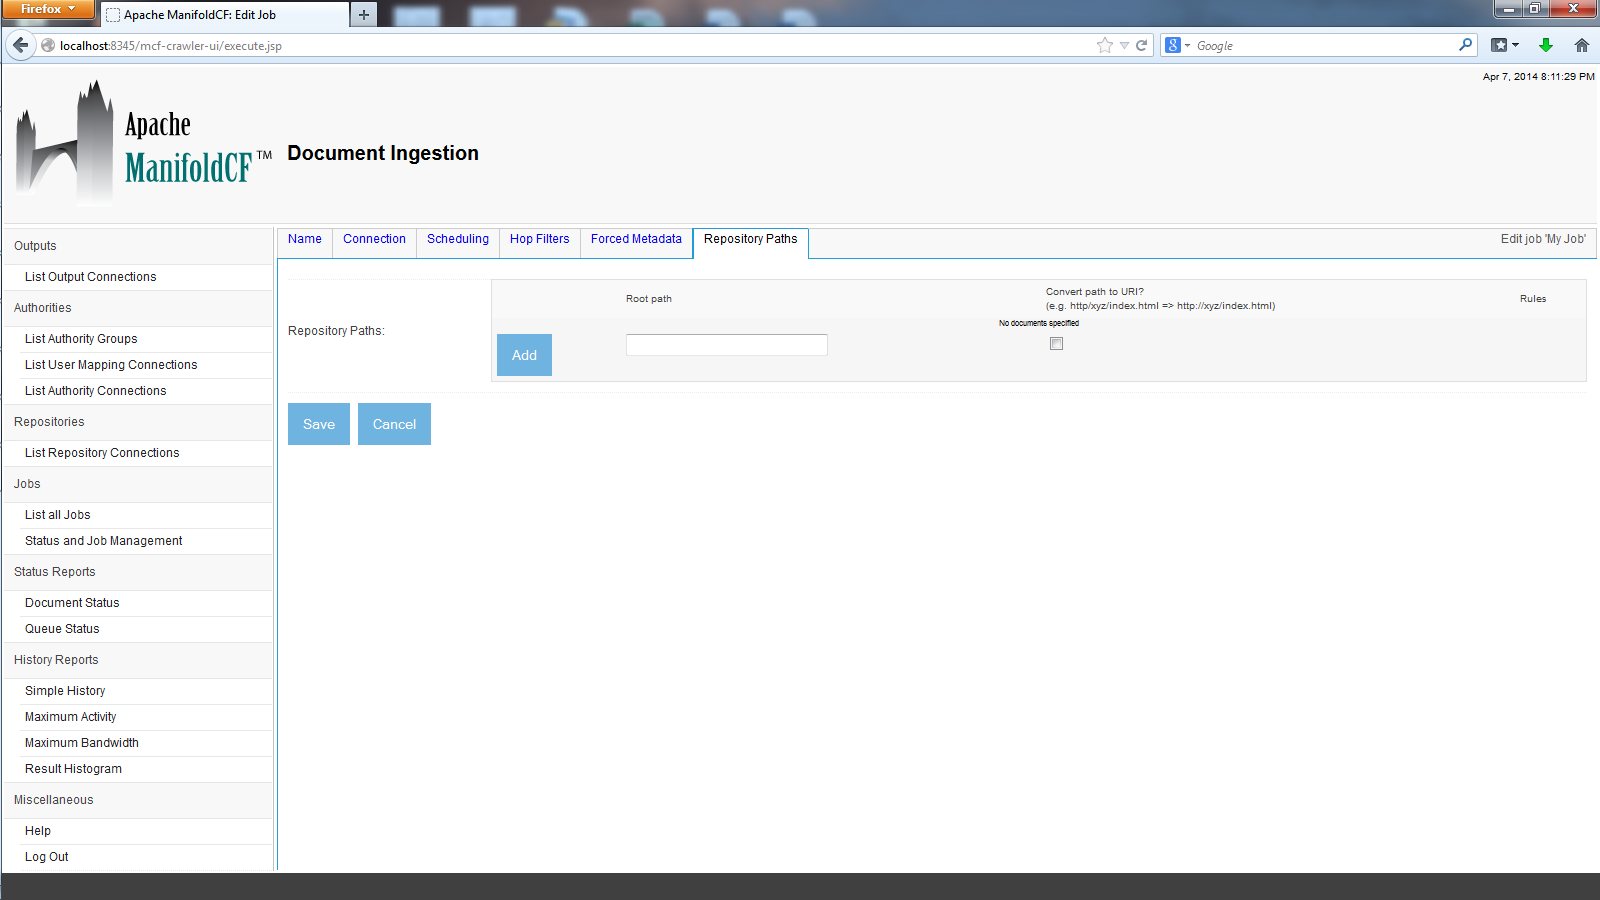 Firefox
Apache ManifoldCF: Edit Job
localhost:8345/mcf-crawler-ui/execute.jsp
Google
Apr 7, 2014 8:11:29 PM
Apache
ManifoldCF™
Document Ingestion
Outputs
List Output Connections
Authorities
List Authority Groups
List User Mapping Connections
List Authority Connections
Repositories
List Repository Connections
Jobs
List all Jobs
Status and Job Management
Status Reports
Document Status
Queue Status
History Reports
Simple History
Maximum Activity
Maximum Bandwidth
Result Histogram
Miscellaneous
Help
Log Out
Name Connection Scheduling Hop Filters Forced Metadata Repository Paths Edit job 'My Job'
Repository Paths:
Root path
Convert path to URI?
(e.g. http/xyz/index.html => http://xyz/index.html)
Rules
No documents specified
Add
Save Cancel